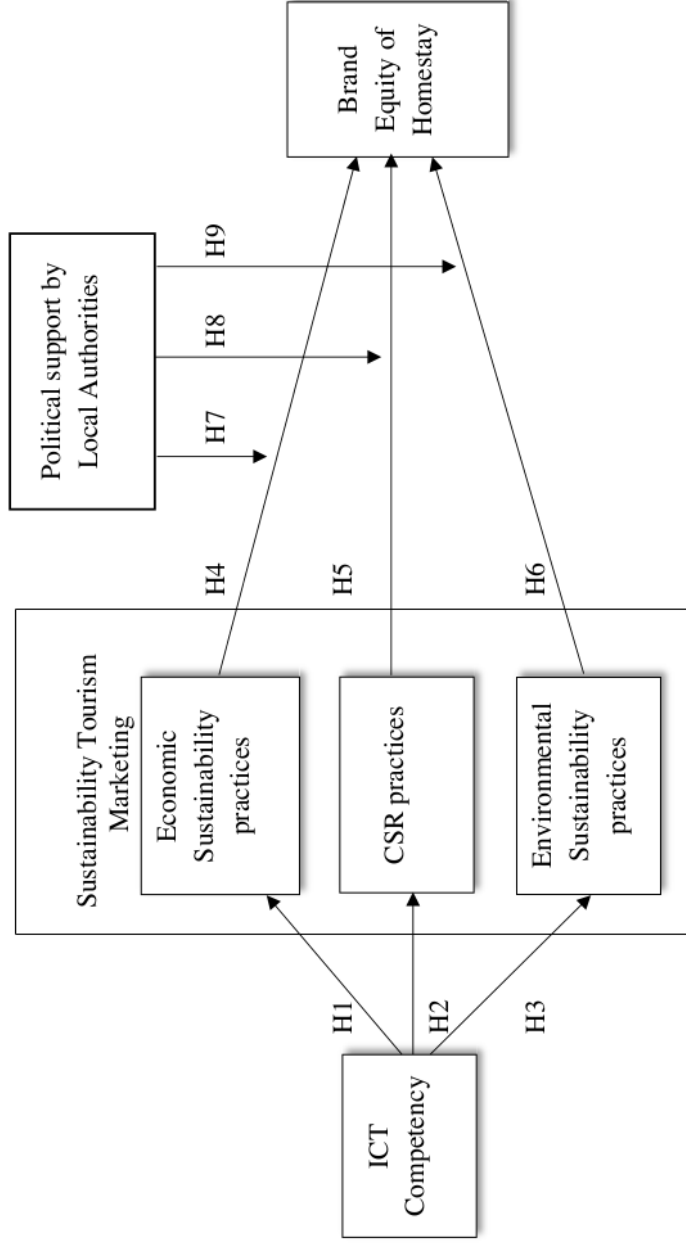 Political support by
Local Authorities
Sustainability Tourism
Marketing
Economic
Sustainability
practices
CSR practices
Environmental
Sustainability
practices
ICT
Competency
Brand
Equity of
Homestay
H1
H2
H3
H4
H5
H6
H7
H8
H9